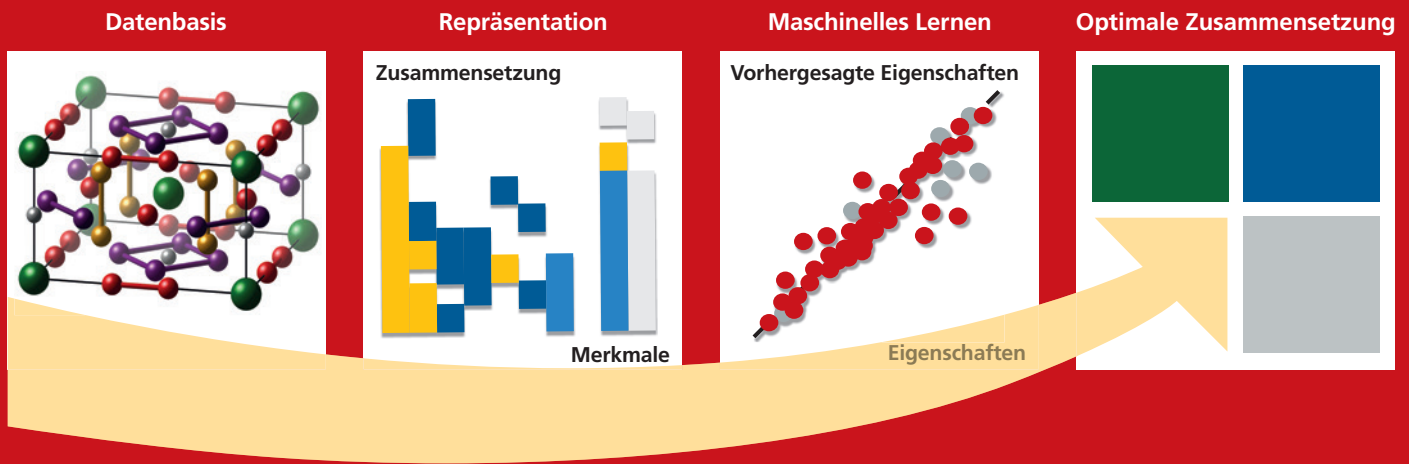 Datenbasis
Repräsentation
Maschinelles Lernen
Optimale Zusammensetzung
Zusammensetzung
Merkmale
Vorhergesagte Eigenschaften
Eigenschaften